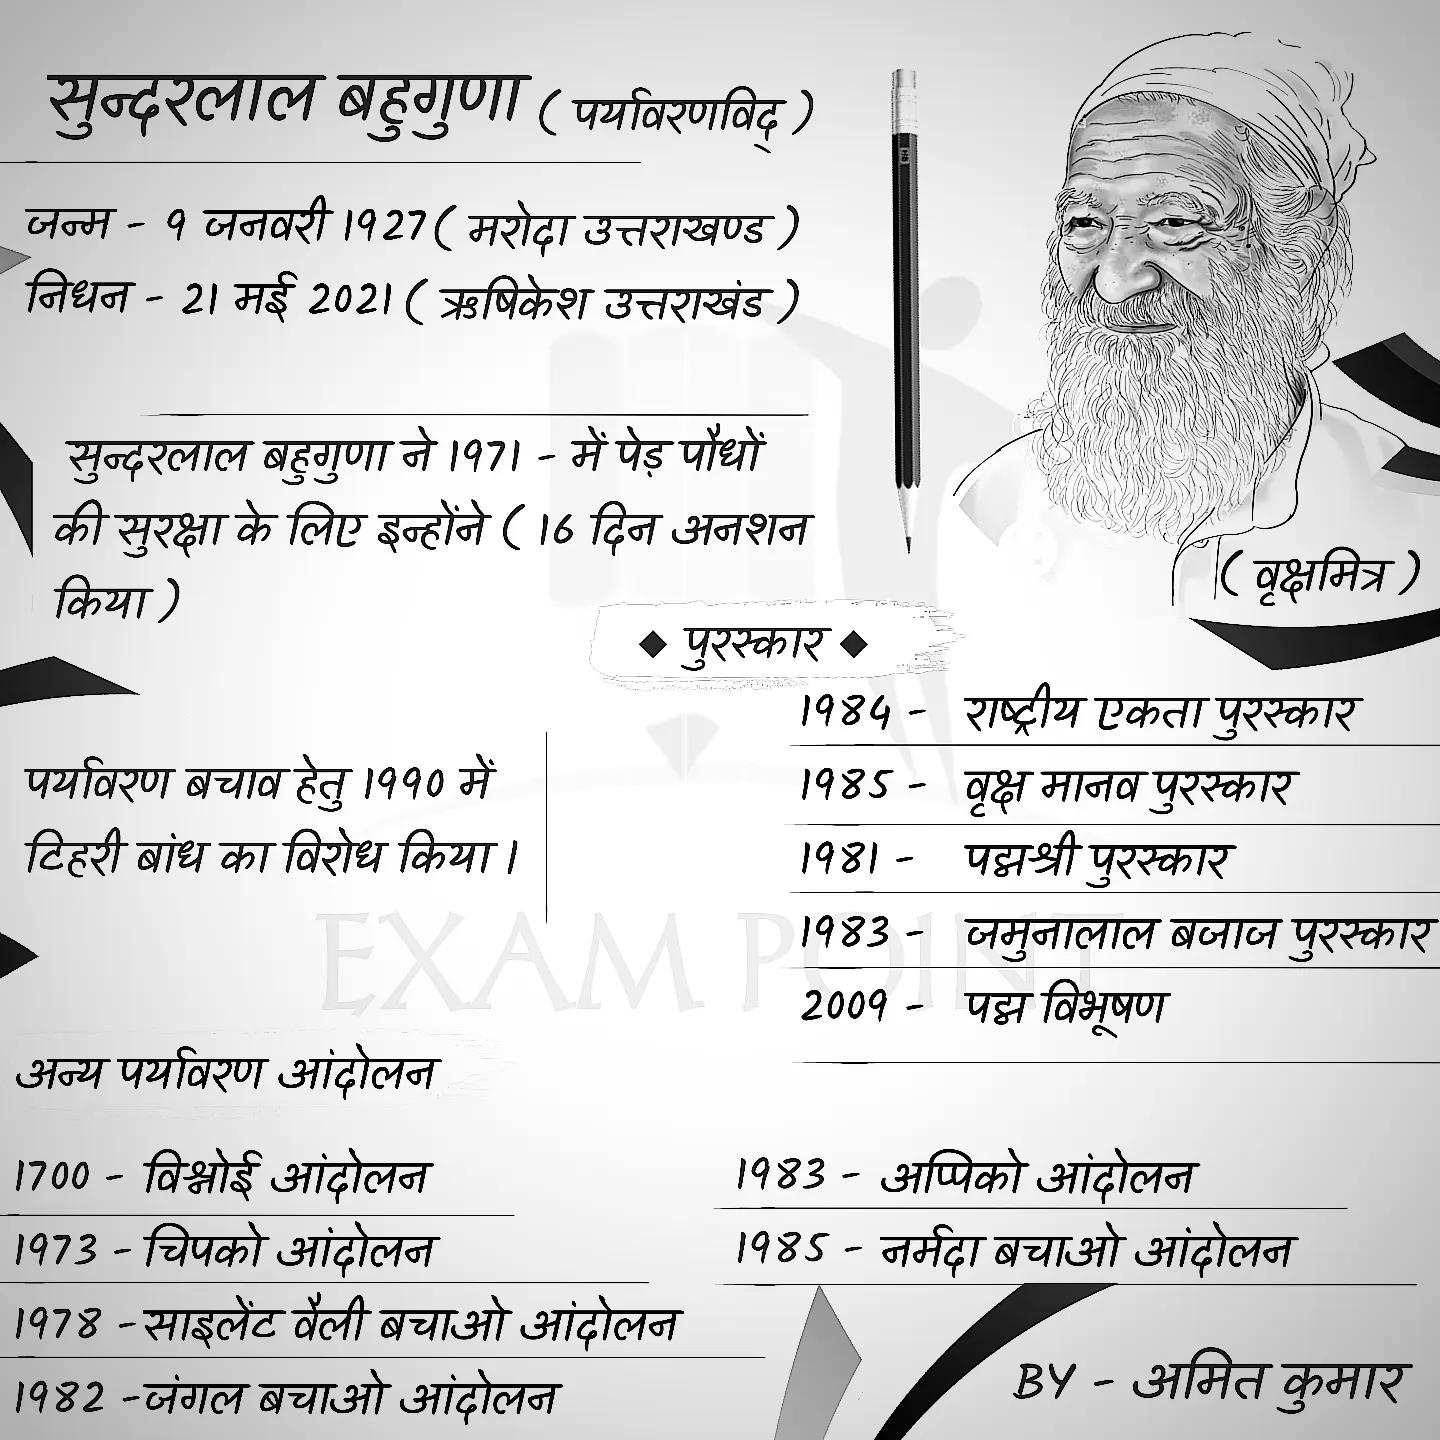 सुन्दरलाल बहुगुणा ( पर्यावरणविद् )
जन्म - 9 जनवरी 1927 ( मरोदा उत्तराखण्ड )
निधन - 21 मई 2021 ( ऋषिकेश उत्तराखंड )
सुन्दरलाल बहुगुणा ने 1971 - में पेड़ पौधों
की सुरक्षा के लिए इन्होंने ( 16 दिन अनशन
किया )
( वृक्षमित्र )
◆ पुरस्कार ◆
1984 - राष्ट्रीय एकता पुरस्कार
1985 - वृक्ष मानव पुरस्कार
1981 - पद्मश्री पुरस्कार
1983 - जमुनालाल बजाज पुरस्कार
2009 - पद्म विभूषण
पर्यावरण बचाव हेतु 1990 में
टिहरी बांध का विरोध किया ।
EXAM POINT
अन्य पर्यावरण आंदोलन
1700 - विश्नोई आंदोलन
1973 - चिपको आंदोलन
1978 - साइलेंट वैली बचाओ आंदोलन
1982 - जंगल बचाओ आंदोलन
1983 - अप्पिको आंदोलन
1985 - नर्मदा बचाओ आंदोलन
BY - अमित कुमार
HB